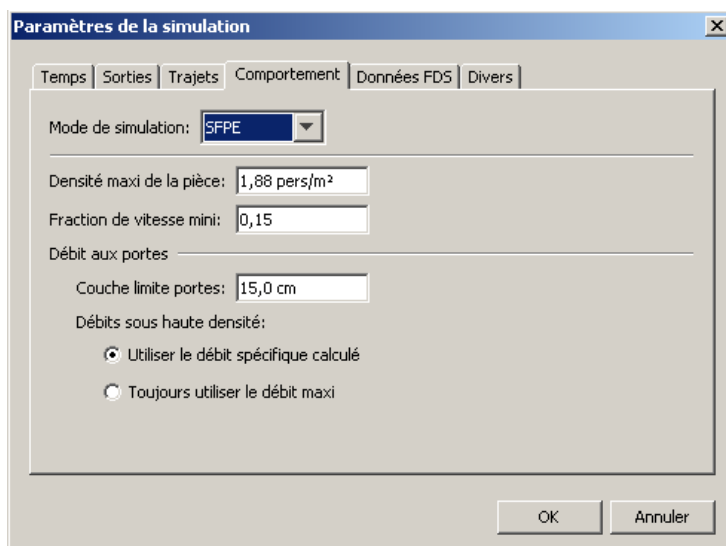 Paramètres de la simulation
Temps Sorties Trajets Comportement Données FDS Divers
Mode de simulation: SFPE
Densité maxi de la pièce: 1,88 pers/m²
Fraction de vitesse mini: 0,15
Débit aux portes
Couche limite portes: 15,0 cm
Débits sous haute densité:
Utiliser le débit spécifique calculé
Toujours utiliser le débit maxi
OK Annuler